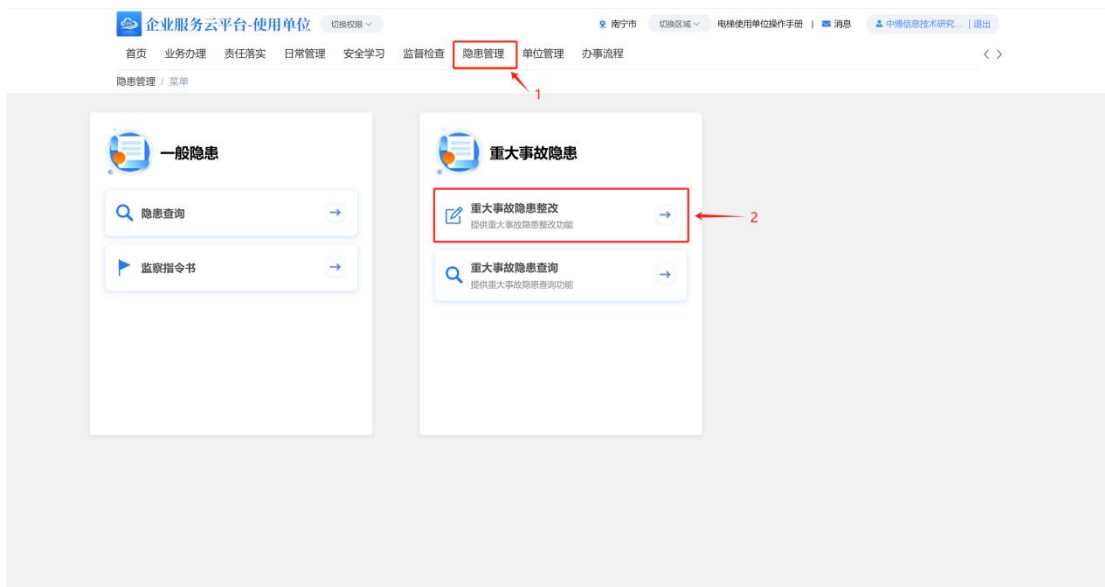 企业服务云平台-使用单位 切换权限 南宁市 切换区域 电梯使用单位操作手册 | 消息 中博信息技术研究... | 退出
首页 业务办理 责任落实 日常管理 安全学习 监督检查 隐患管理 单位管理 办事流程
隐患管理 / 菜单
1
一般隐患
隐患查询
监察指令书
重大事故隐患
重大事故隐患整改
提供重大事故隐患整改功能
2
重大事故隐患查询
提供重大事故隐患查询功能